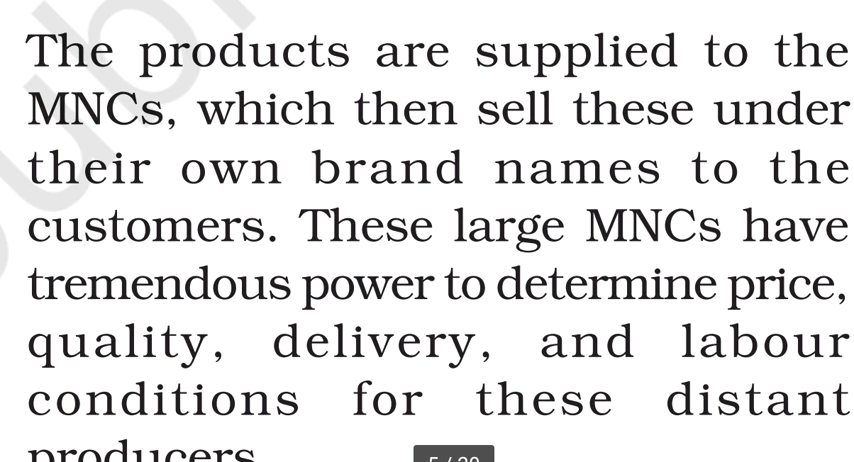 The products are supplied to the
MNCs, which then sell these under
their own brand names to the
customers. These large MNCs have
tremendous power to determine price,
quality, delivery, and labour
conditions for these distant
producers.